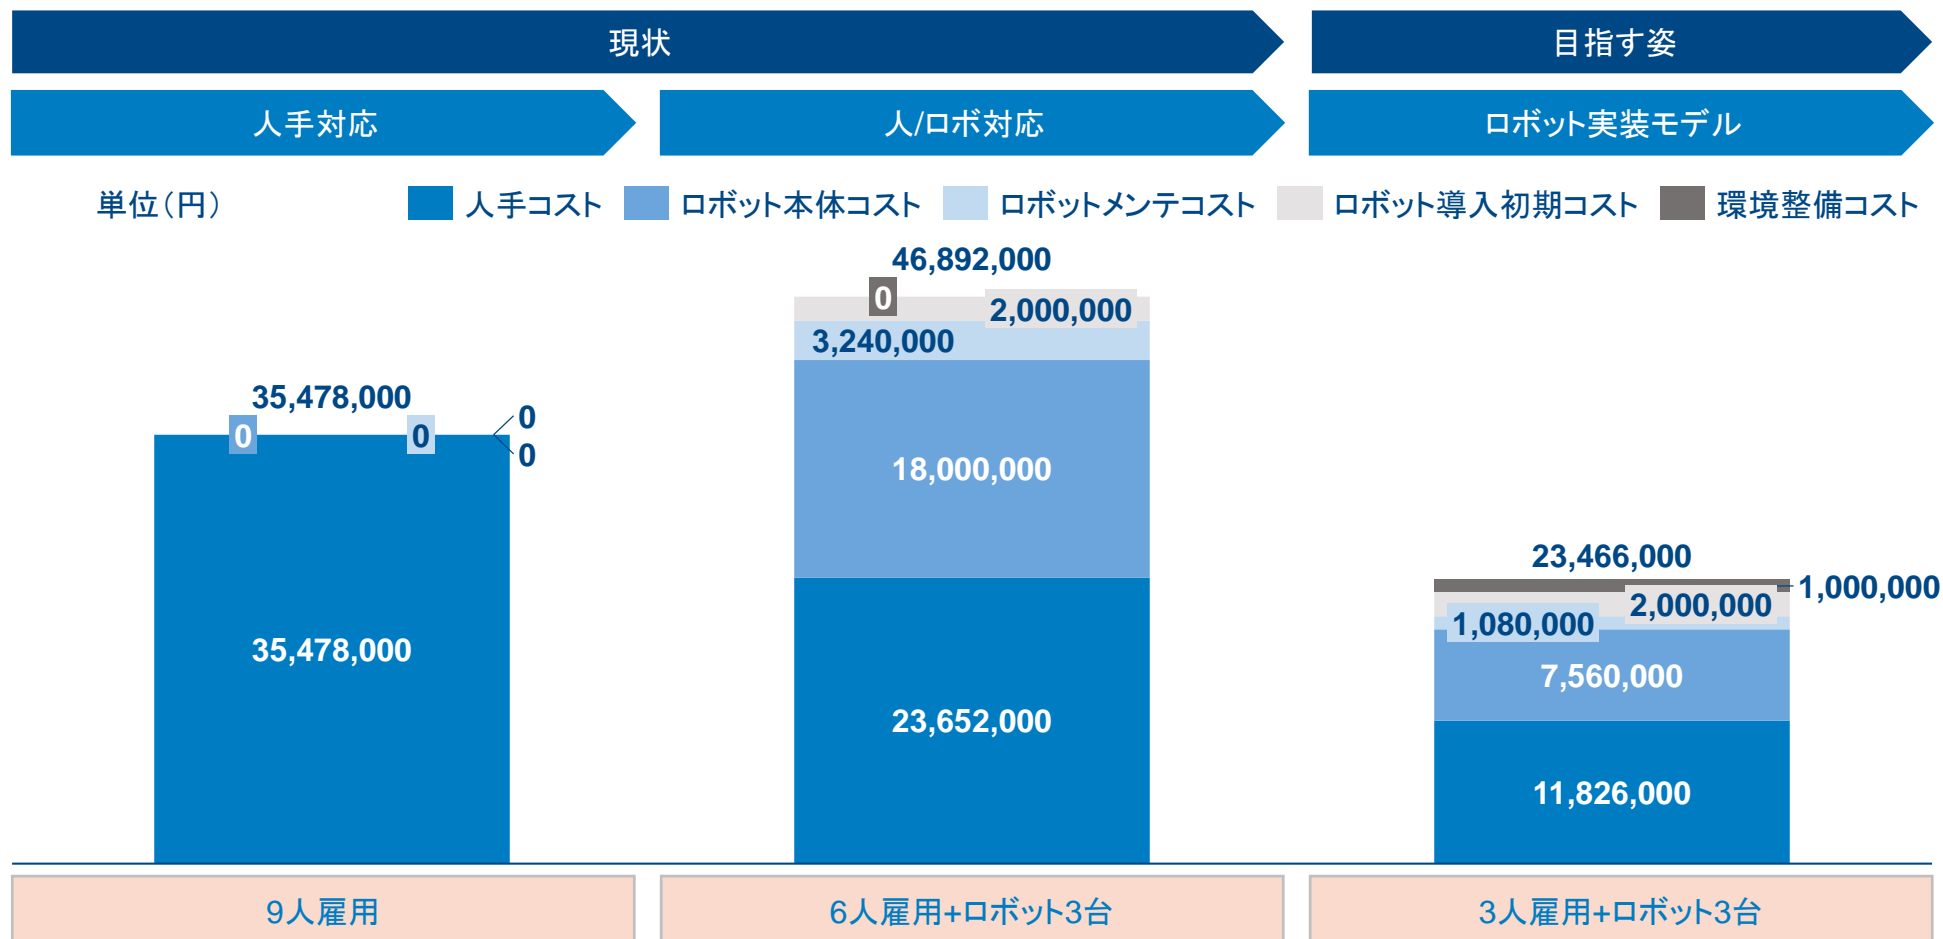 現状
目指す姿
人手対応
人/ロボ対応
ロボット実装モデル
単位（円）
人手コスト
ロボット本体コスト
ロボットメンテコスト
ロボット導入初期コスト
環境整備コスト
35,478,000
0
0
0
0
35,478,000
46,892,000
0
2,000,000
3,240,000
18,000,000
23,652,000
23,466,000
1,000,000
2,000,000
1,080,000
7,560,000
11,826,000
9人雇用
6人雇用+ロボット3台
3人雇用+ロボット3台